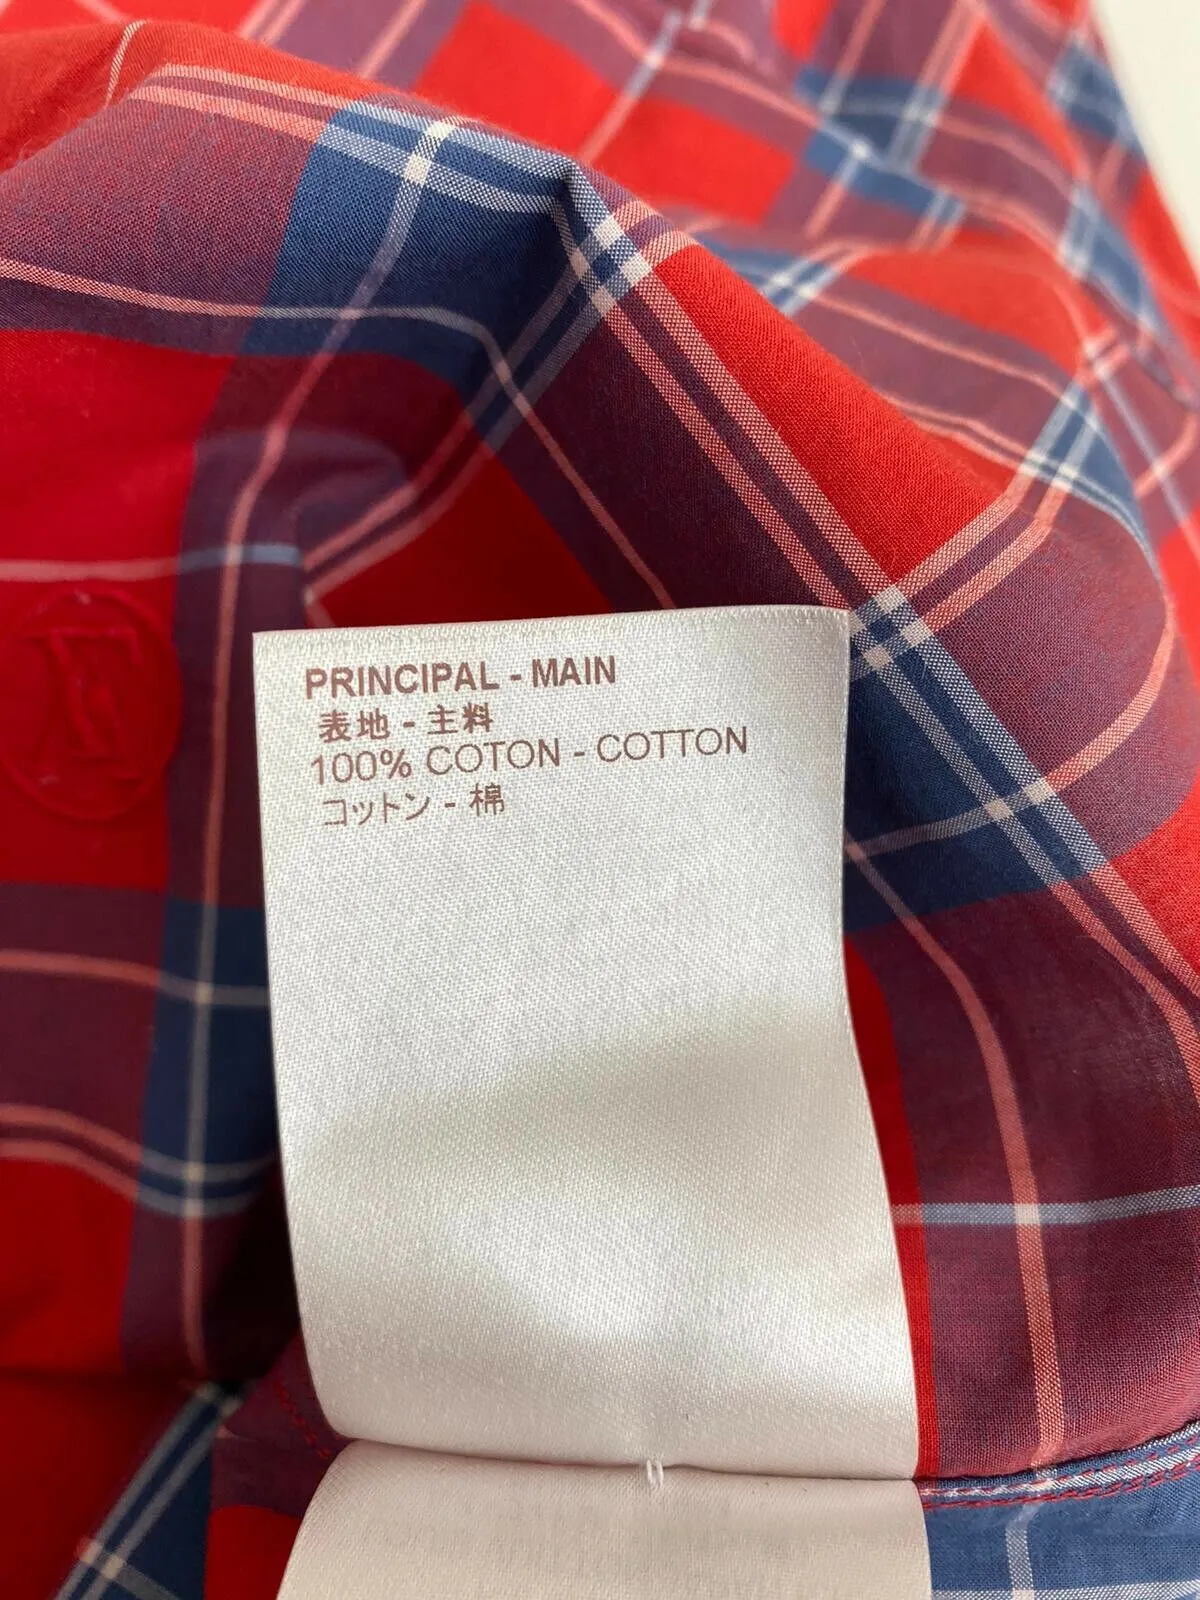 PRINCIPAL - MAIN
表地 - 主料
100% COTON - COTTON
コットン - 棉